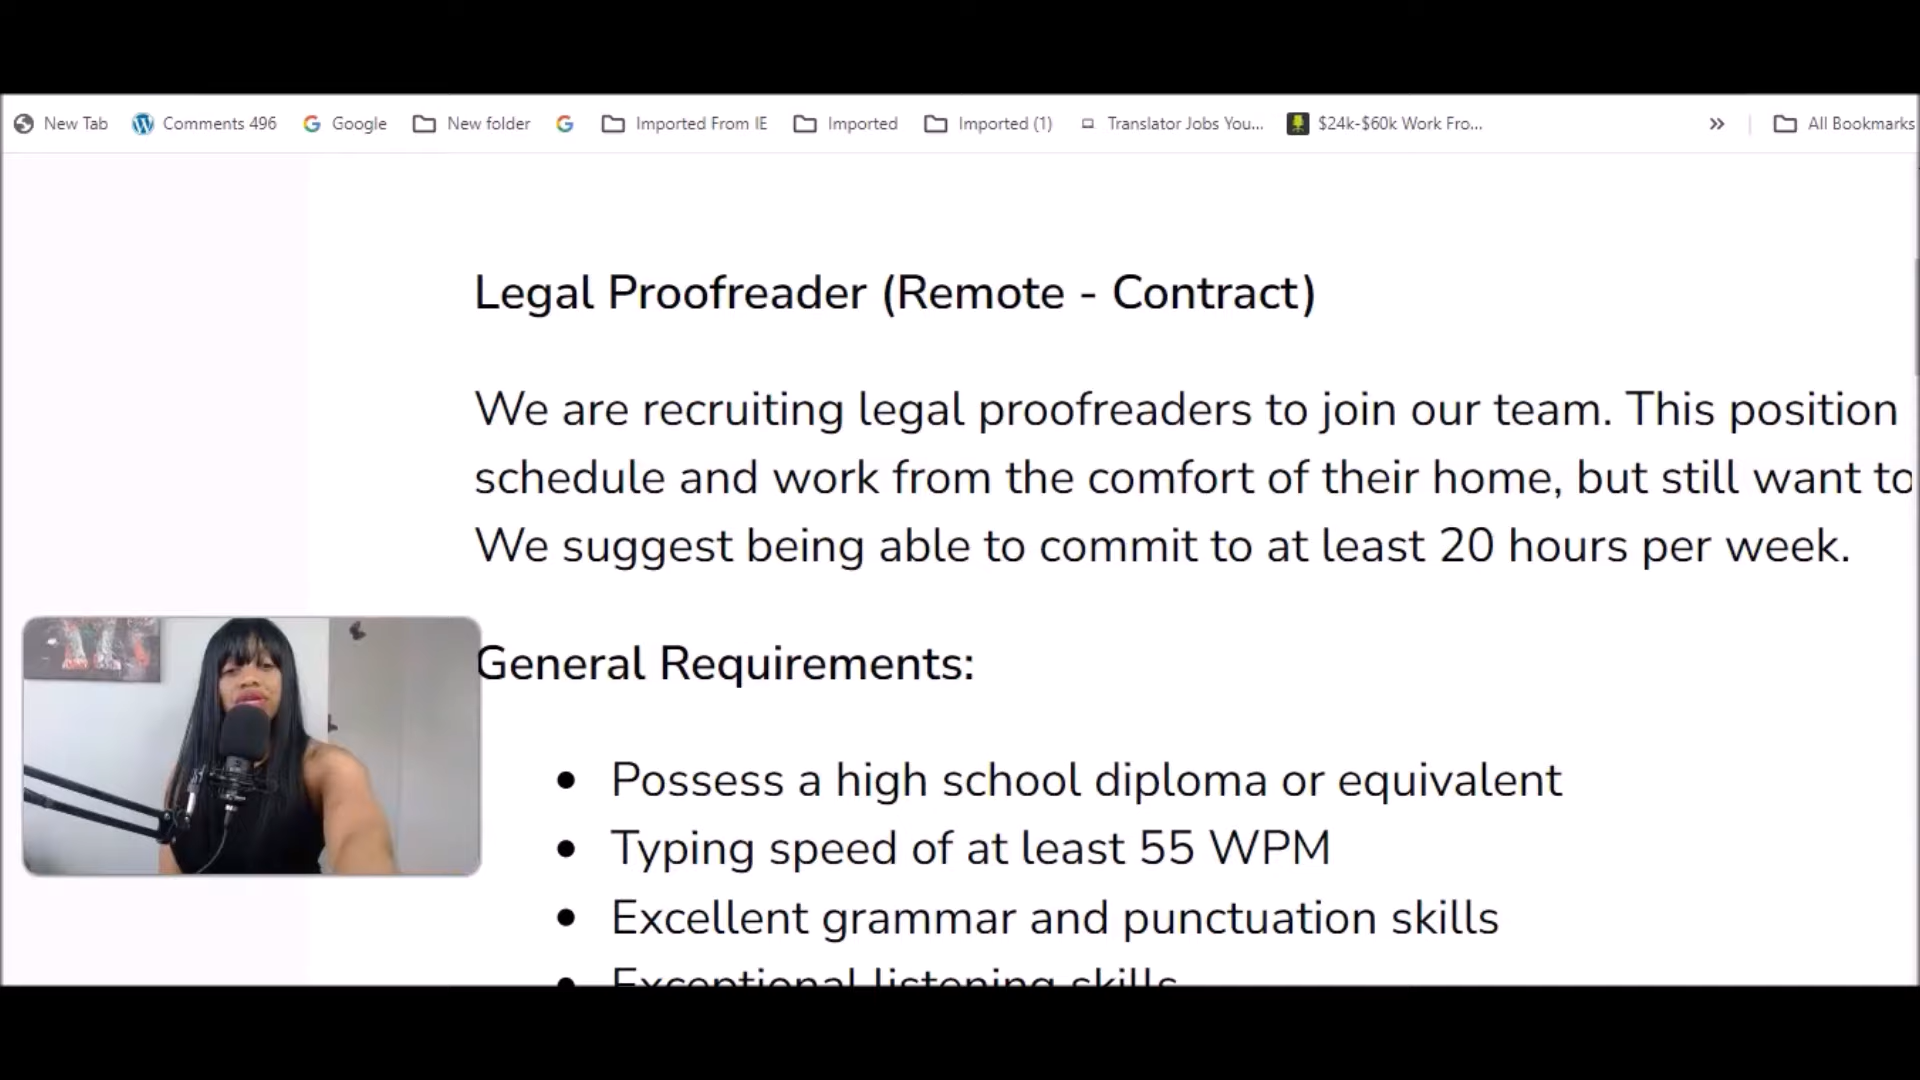 New Tab Comments 496 Google New folder Imported From IE Imported Imported (1) Translator Jobs You... $24k-$60k Work Fro... » All Bookmarks
Legal Proofreader (Remote - Contract)
We are recruiting legal proofreaders to join our team. This position
schedule and work from the comfort of their home, but still want to
We suggest being able to commit to at least 20 hours per week.
General Requirements:
• Possess a high school diploma or equivalent
• Typing speed of at least 55 WPM
• Excellent grammar and punctuation skills
• Exceptional listening skills